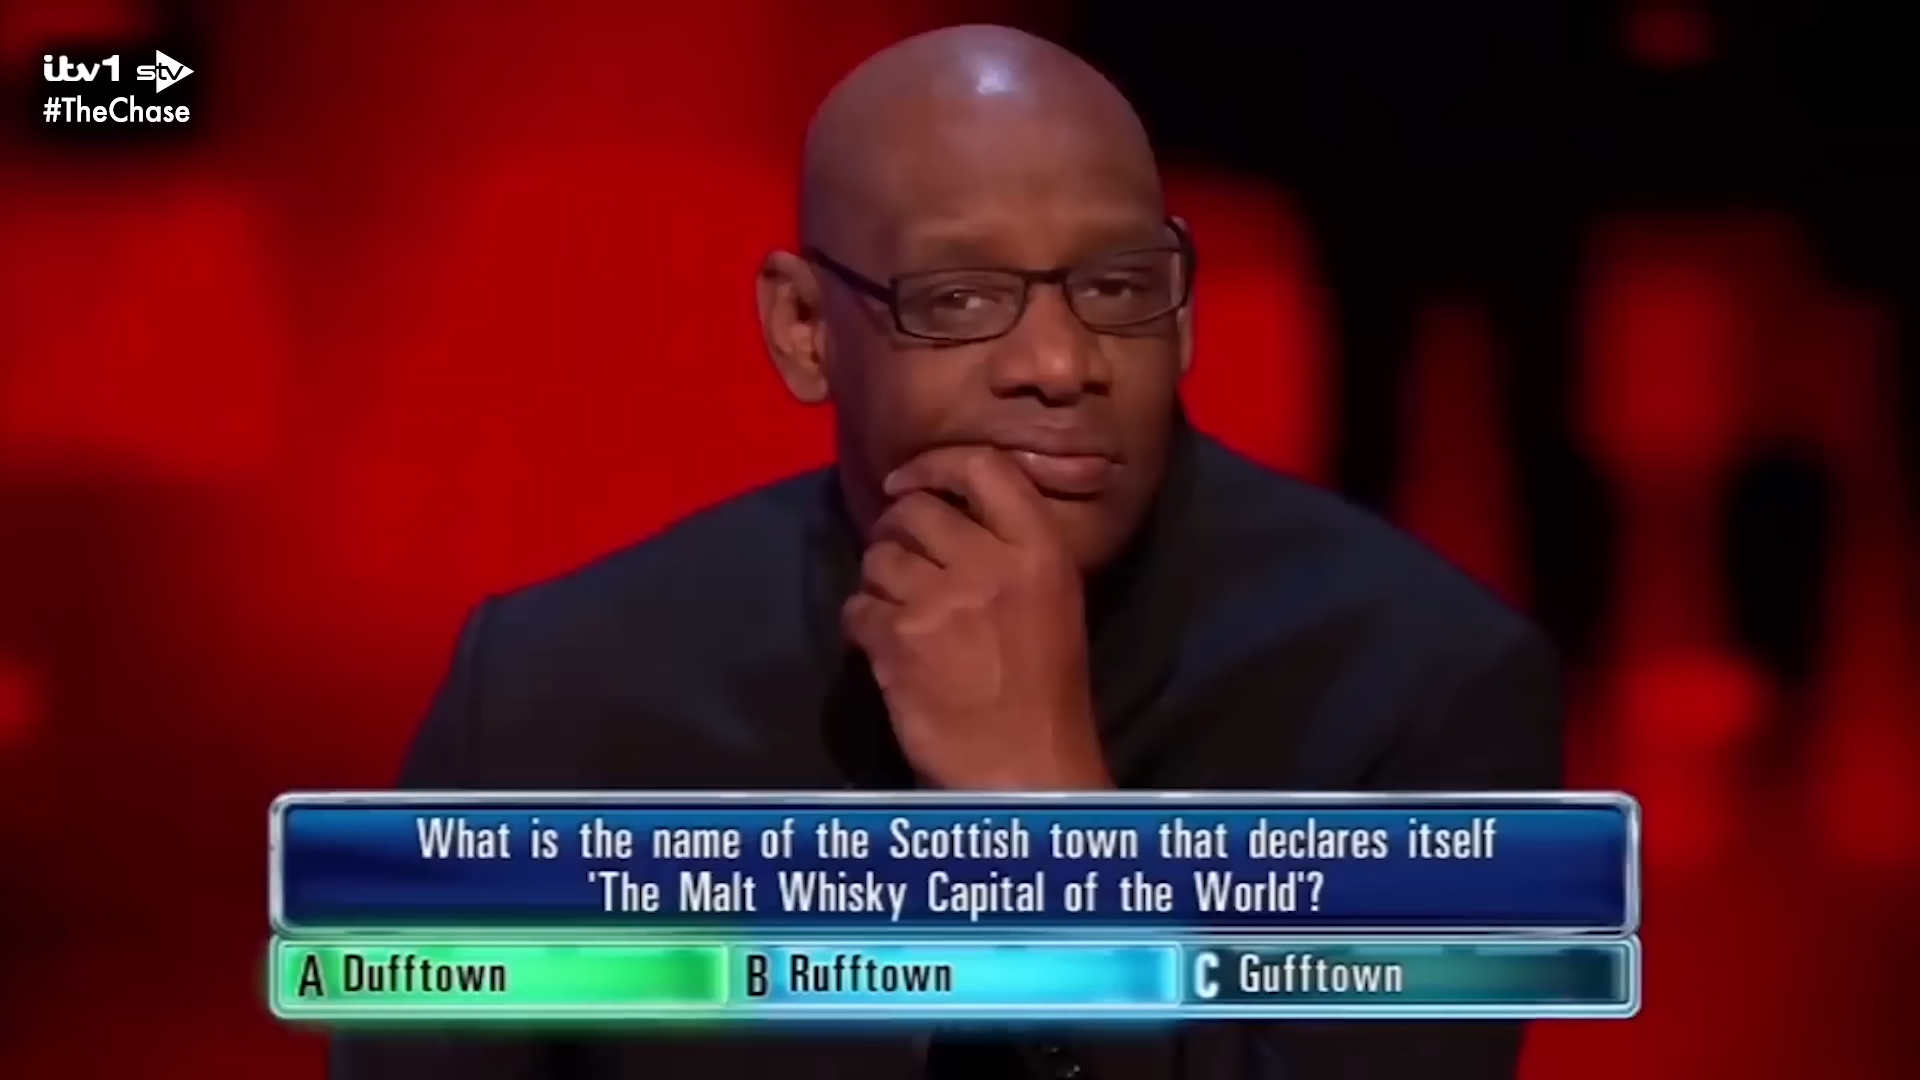 itv1 stv
#TheChase
What is the name of the Scottish town that declares itself
'The Malt Whisky Capital of the World'?
A Dufftown B Rufftown C Gufftown